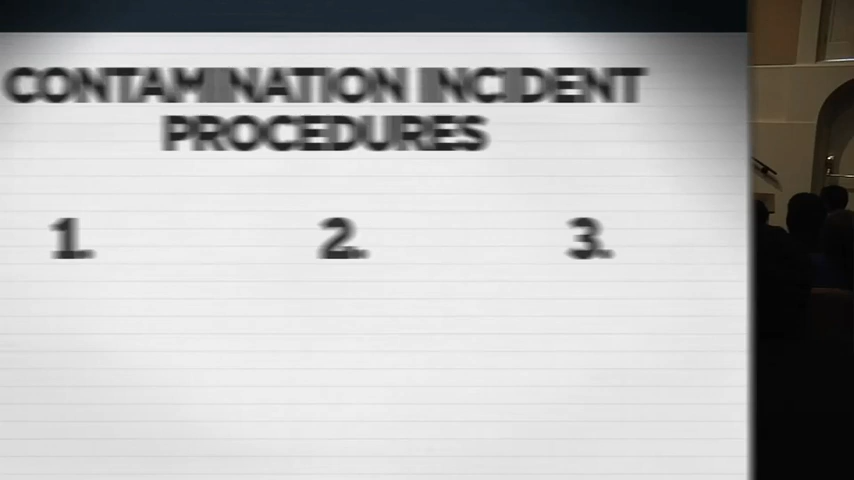 CONTAMINATION INCIDENT
PROCEDURES
1. 2. 3.